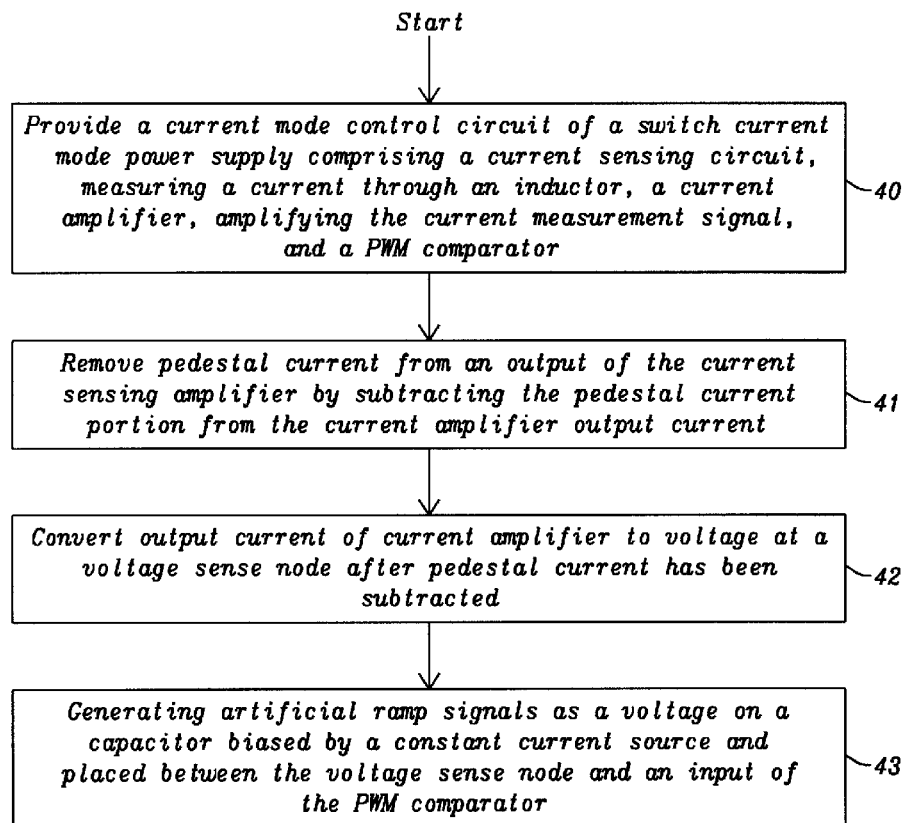 Start
Provide a current mode control circuit of a switch current
mode power supply comprising a current sensing circuit,
measuring a current through an inductor, a current
amplifier, amplifying the current measurement signal,
and a PWM comparator
40
Remove pedestal current from an output of the current
sensing amplifier by subtracting the pedestal current
portion from the current amplifier output current
41
Convert output current of current amplifier to voltage at a
voltage sense node after pedestal current has been
subtracted
42
Generating artificial ramp signals as a voltage on a
capacitor biased by a constant current source and
placed between the voltage sense node and an input of
the PWM comparator
43